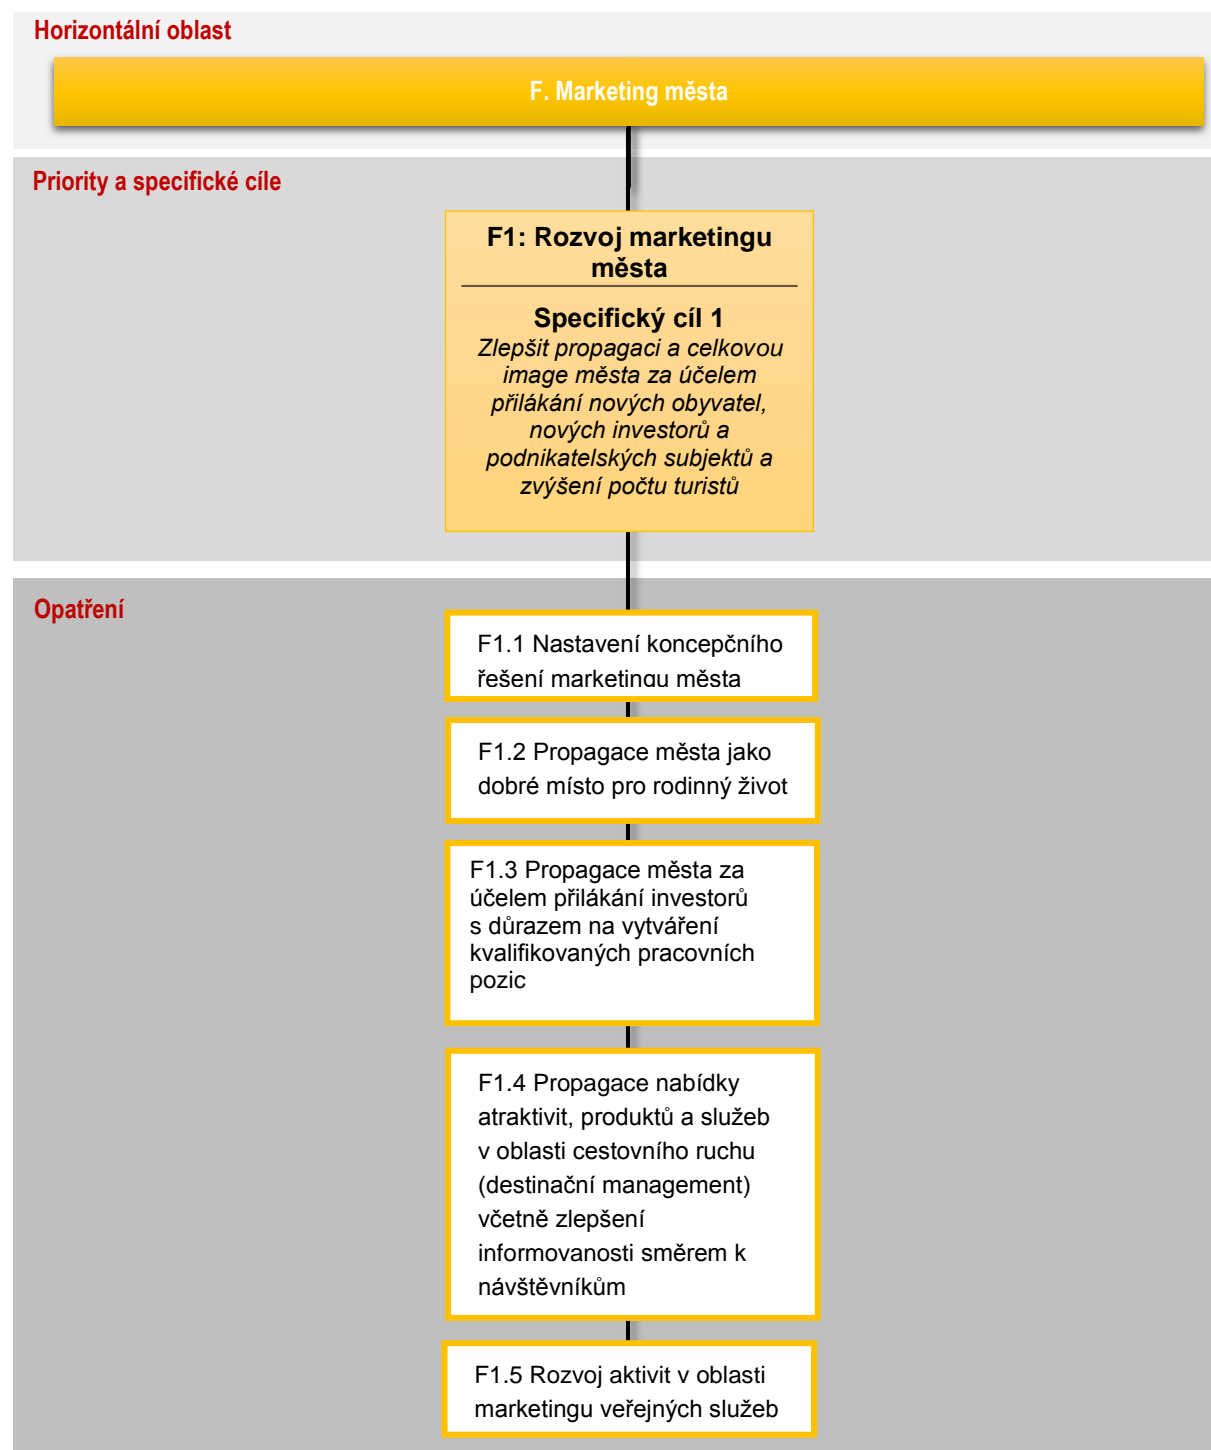 Horizontální oblast
F. Marketing města
Priority a specifické cíle
F1: Rozvoj marketingu
města
Specifický cíl 1
Zlepšit propagaci a celkovou
image města za účelem
přilákání nových obyvatel,
nových investorů a
podnikatelských subjektů a
zvýšení počtu turistů
Opatření
F1.1 Nastavení koncepčního
řešení marketingu města
F1.2 Propagace města jako
dobré místo pro rodinný život
F1.3 Propagace města za
účelem přilákání investorů
s důrazem na vytváření
kvalifikovaných pracovních
pozic
F1.4 Propagace nabídky
atraktivit, produktů a služeb
v oblasti cestovního ruchu
(destinační management)
včetně zlepšení
informovanosti směrem k
návštěvníkům
F1.5 Rozvoj aktivit v oblasti
marketingu veřejných služeb